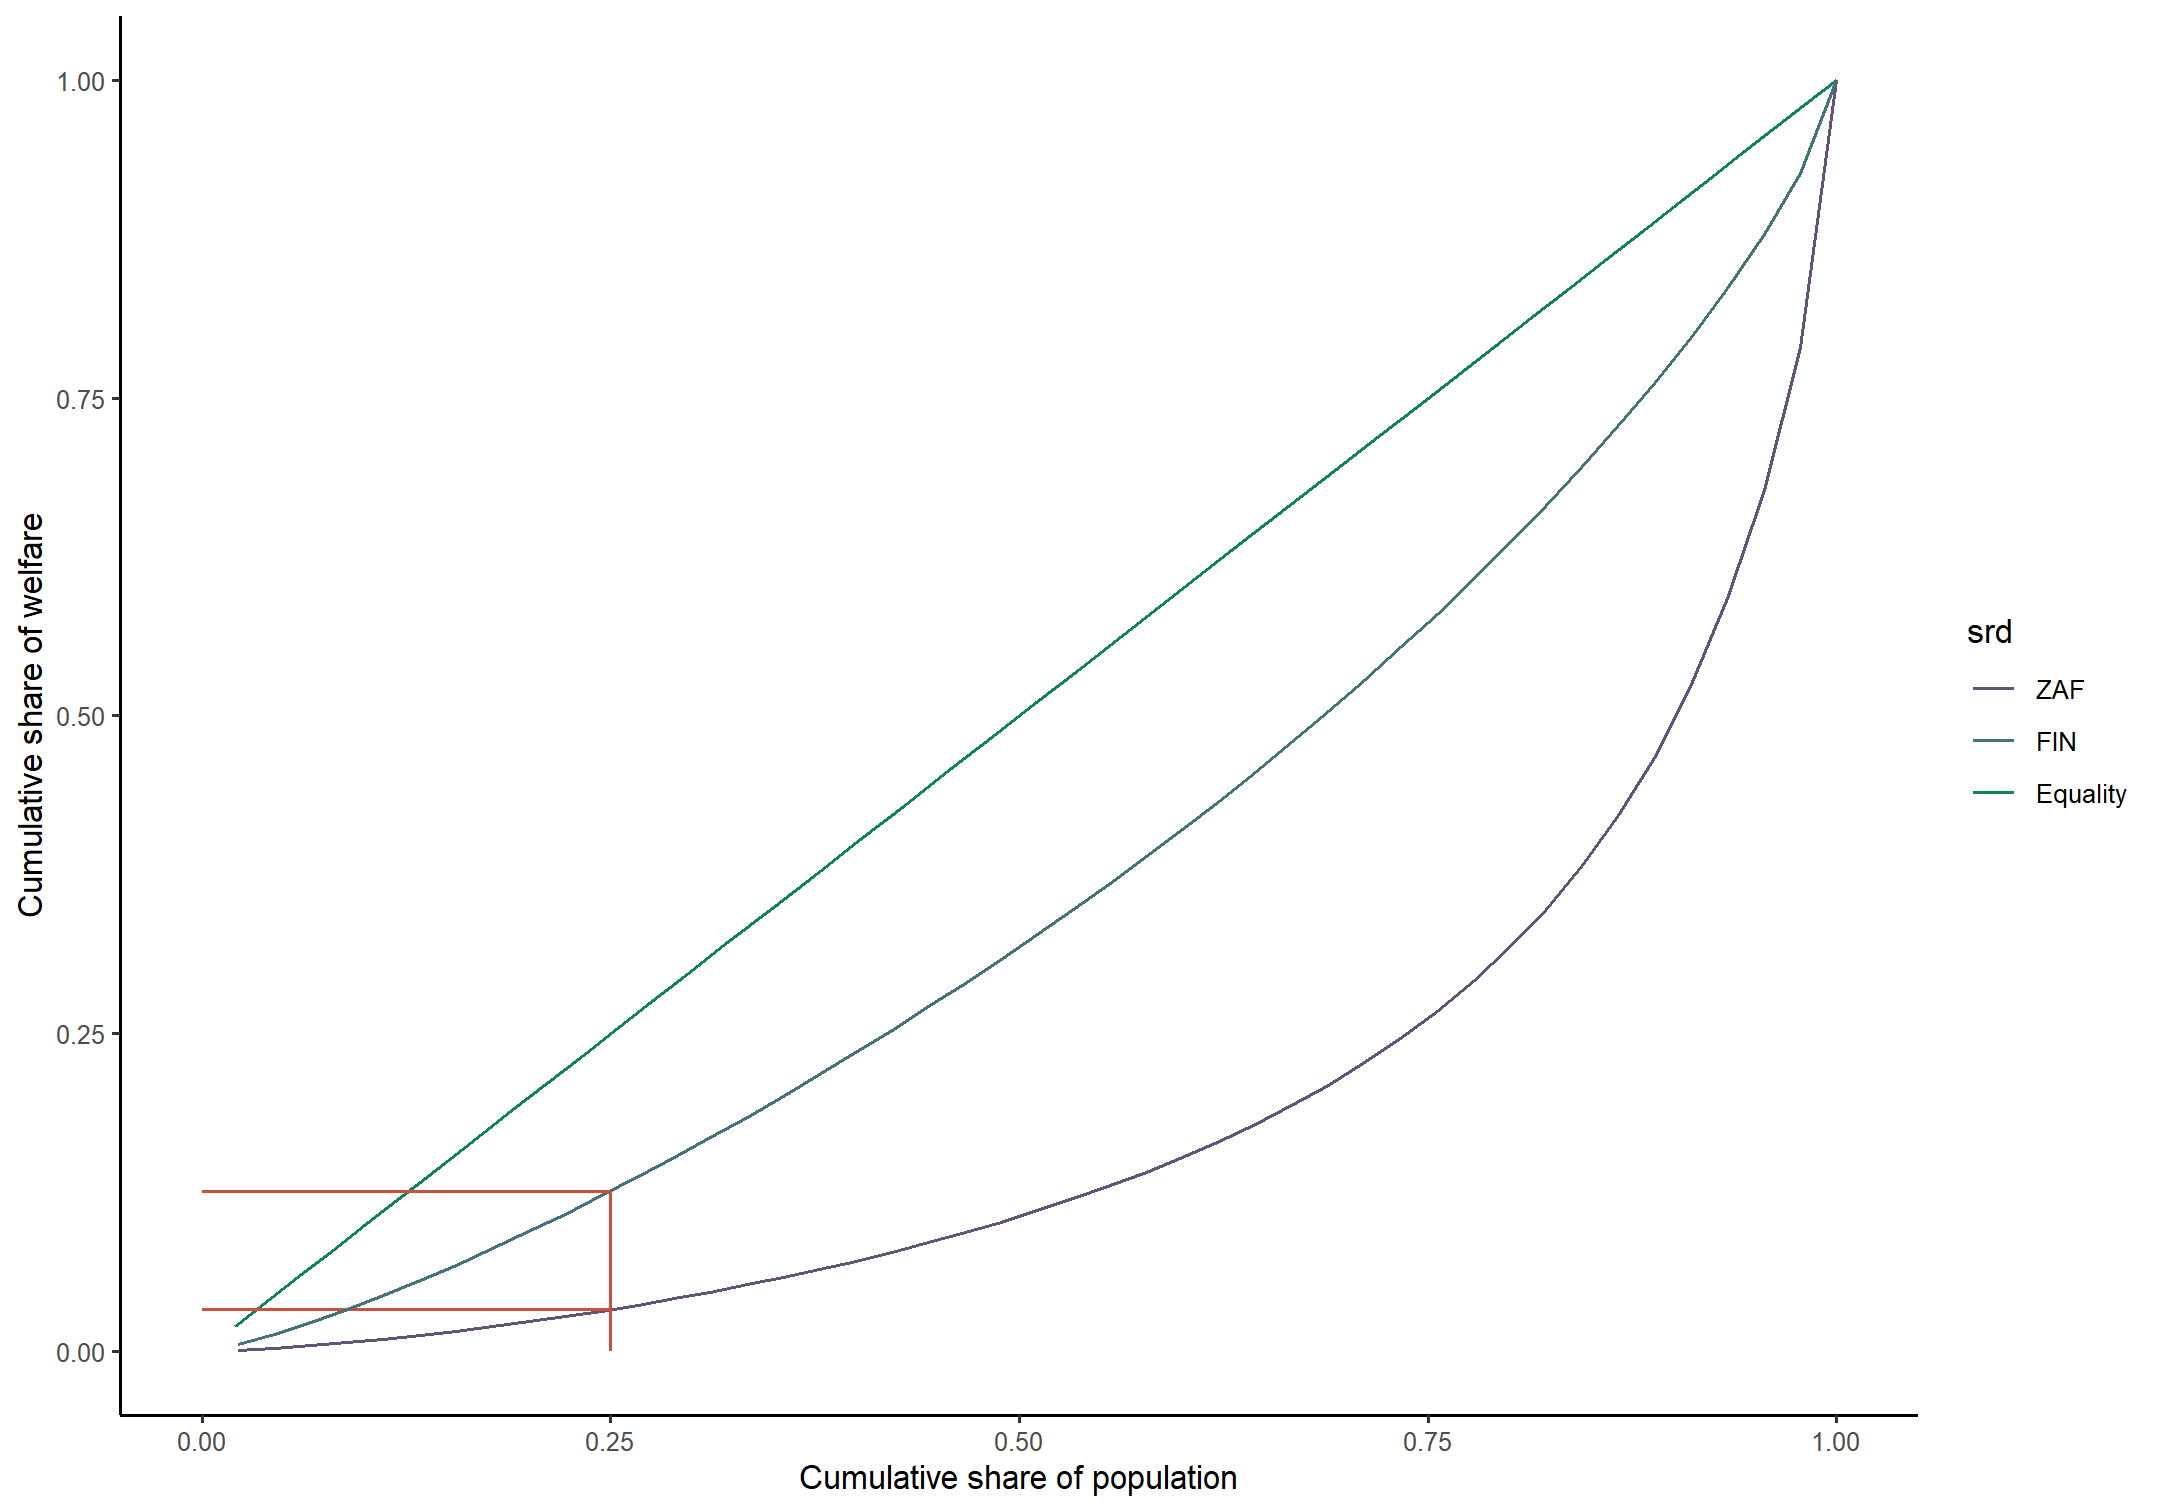 1.00
0.75
0.50
0.25
0.00
Cumulative share of welfare
0.00 0.25 0.50 0.75 1.00
Cumulative share of population
srd
ZAF
FIN
Equality